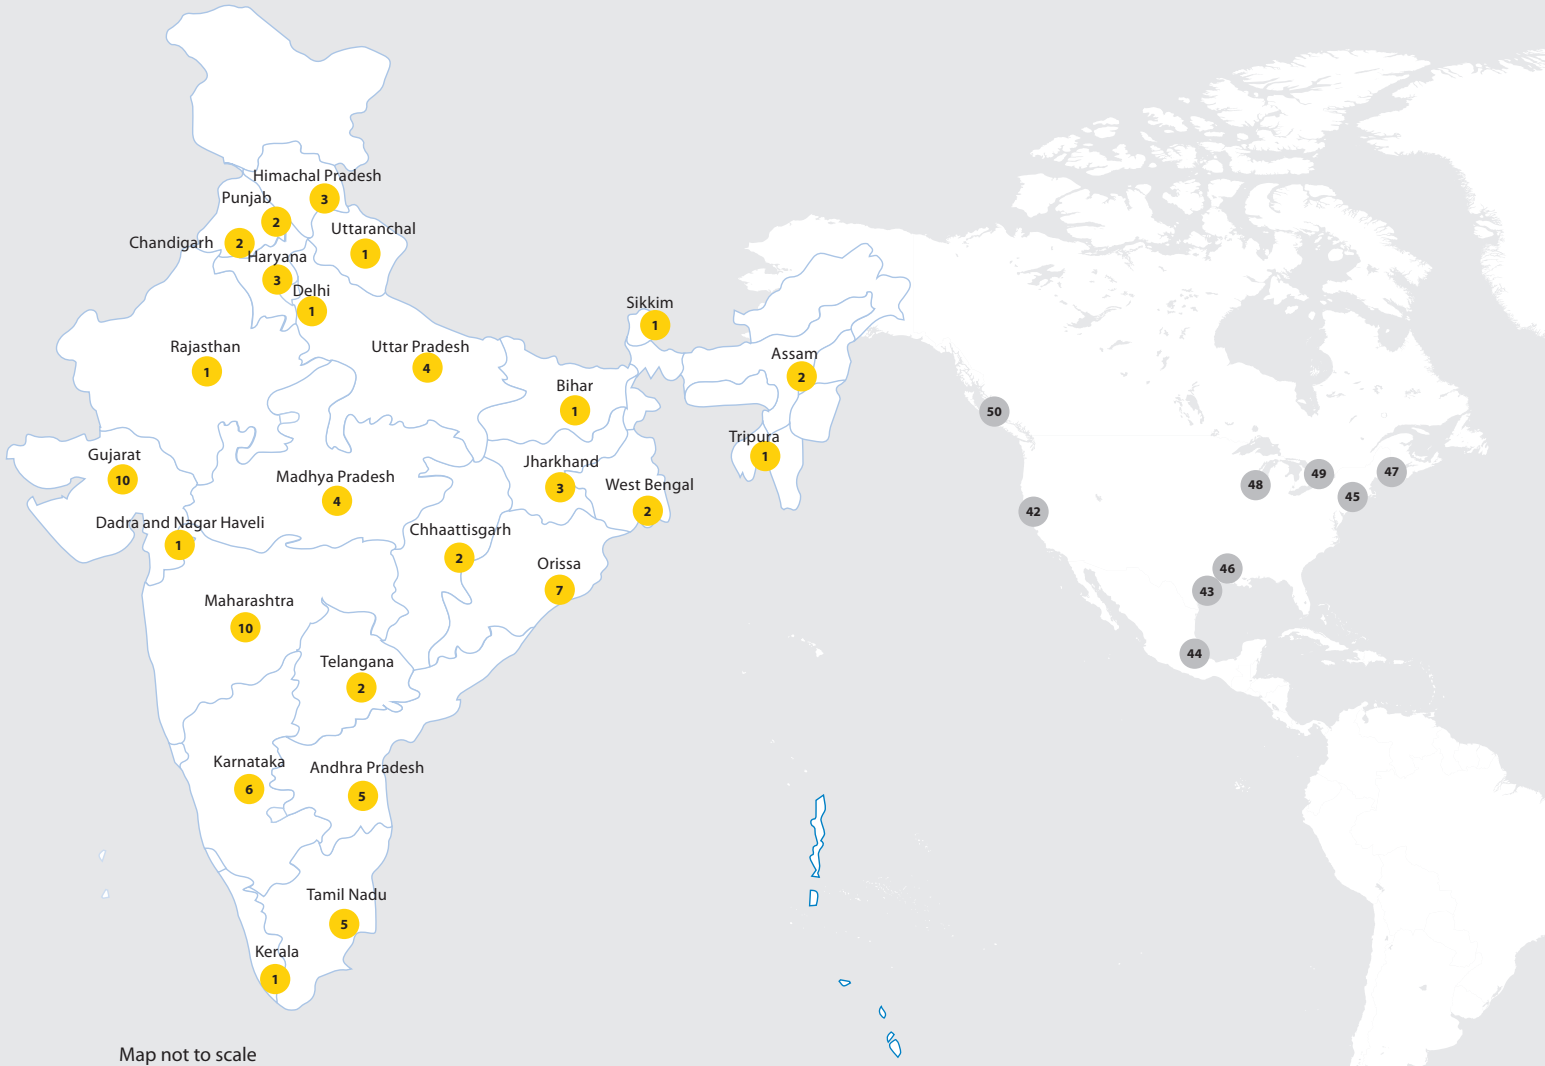 Himachal Pradesh
3
Punjab
2
Uttaranchal
1
Chandigarh
2
Haryana
3
Delhi
1
Sikkim
1
Rajasthan
1
Uttar Pradesh
4
Assam
2
Bihar
1
Tripura
1
Gujarat
10
Madhya Pradesh
4
Jharkhand
3
West Bengal
2
Dadra and Nagar Haveli
1
Chhaattisgarh
2
Orissa
7
Maharashtra
10
Telangana
2
Karnataka
6
Andhra Pradesh
5
Tamil Nadu
5
Kerala
1
Map not to scale
50
42
48
49
45
47
46
43
44